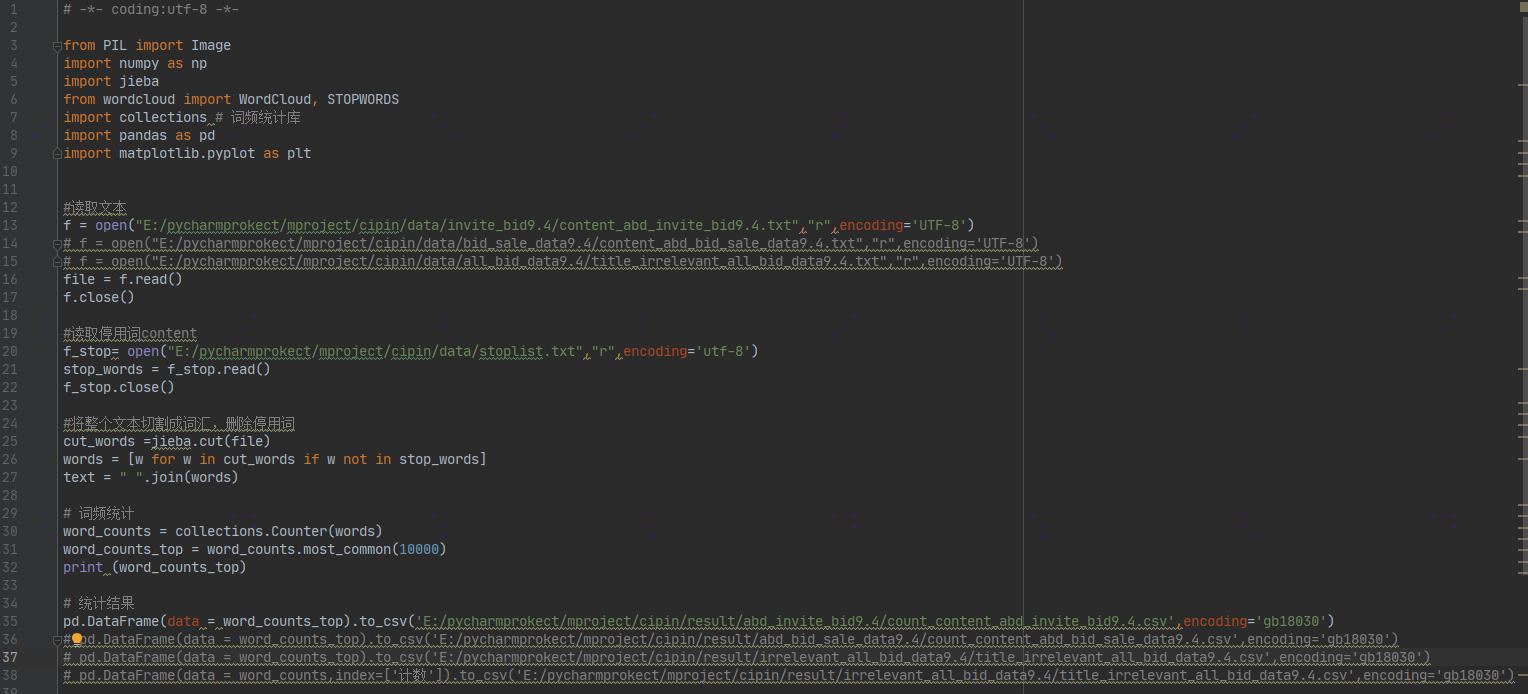 1 # -*- coding:utf-8 -*-
2
3 from PIL import Image
4 import numpy as np
5 import jieba
6 from wordcloud import WordCloud, STOPWORDS
7 import collections # 词频统计库
8 import pandas as pd
9 import matplotlib.pyplot as plt
10
11
12 #读取文本
13 f = open("E:/pycharmprokect/mproject/cipin/data/invite_bid9.4/content_abd_invite_bid9.4.txt","r",encoding='UTF-8')
14 # f = open("E:/pycharmprokect/mproject/cipin/data/bid_sale_data9.4/content_abd_bid_sale_data9.4.txt","r",encoding='UTF-8')
15 # f = open("E:/pycharmprokect/mproject/cipin/data/all_bid_data9.4/title_irrelevant_all_bid_data9.4.txt","r",encoding='UTF-8')
16 file = f.read()
17 f.close()
18
19 #读取停用词content
20 f_stop= open("E:/pycharmprokect/mproject/cipin/data/stoplist.txt","r",encoding='utf-8')
21 stop_words = f_stop.read()
22 f_stop.close()
23
24 #将整个文本切割成词汇，删除停用词
25 cut_words =jieba.cut(file)
26 words = [w for w in cut_words if w not in stop_words]
27 text = " ".join(words)
28
29 # 词频统计
30 word_counts = collections.Counter(words)
31 word_counts_top = word_counts.most_common(10000)
32 print (word_counts_top)
33
34 # 统计结果
35 pd.DataFrame(data = word_counts_top).to_csv('E:/pycharmprokect/mproject/cipin/result/abd_invite_bid9.4/count_content_abd_invite_bid9.4.csv',encoding='gb18030')
36 # pd.DataFrame(data = word_counts_top).to_csv('E:/pycharmprokect/mproject/cipin/result/abd_bid_sale_data9.4/count_content_abd_bid_sale_data9.4.csv',encoding='gb18030')
37 # pd.DataFrame(data = word_counts_top).to_csv('E:/pycharmprokect/mproject/cipin/result/irrelevant_all_bid_data9.4/title_irrelevant_all_bid_data9.4.csv',encoding='gb18030')
38 # pd.DataFrame(data = word_counts,index=['计数']).to_csv('E:/pycharmprokect/mproject/cipin/result/irrelevant_all_bid_data9.4/title_irrelevant_all_bid_data9.4.csv',encoding='gb18030')
39